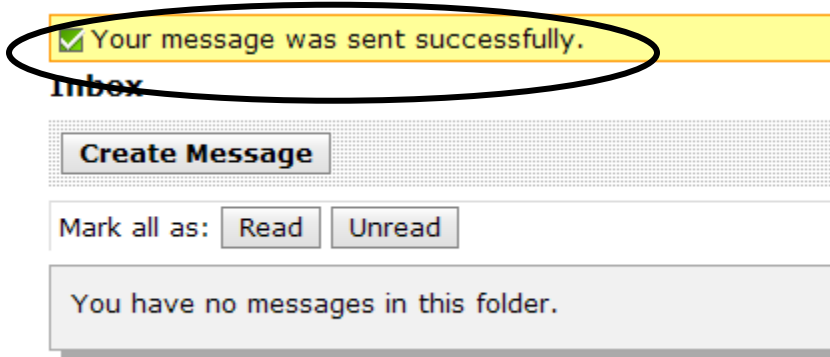 Your message was sent successfully.
Inbox
Create Message
Mark all as: Read Unread
You have no messages in this folder.